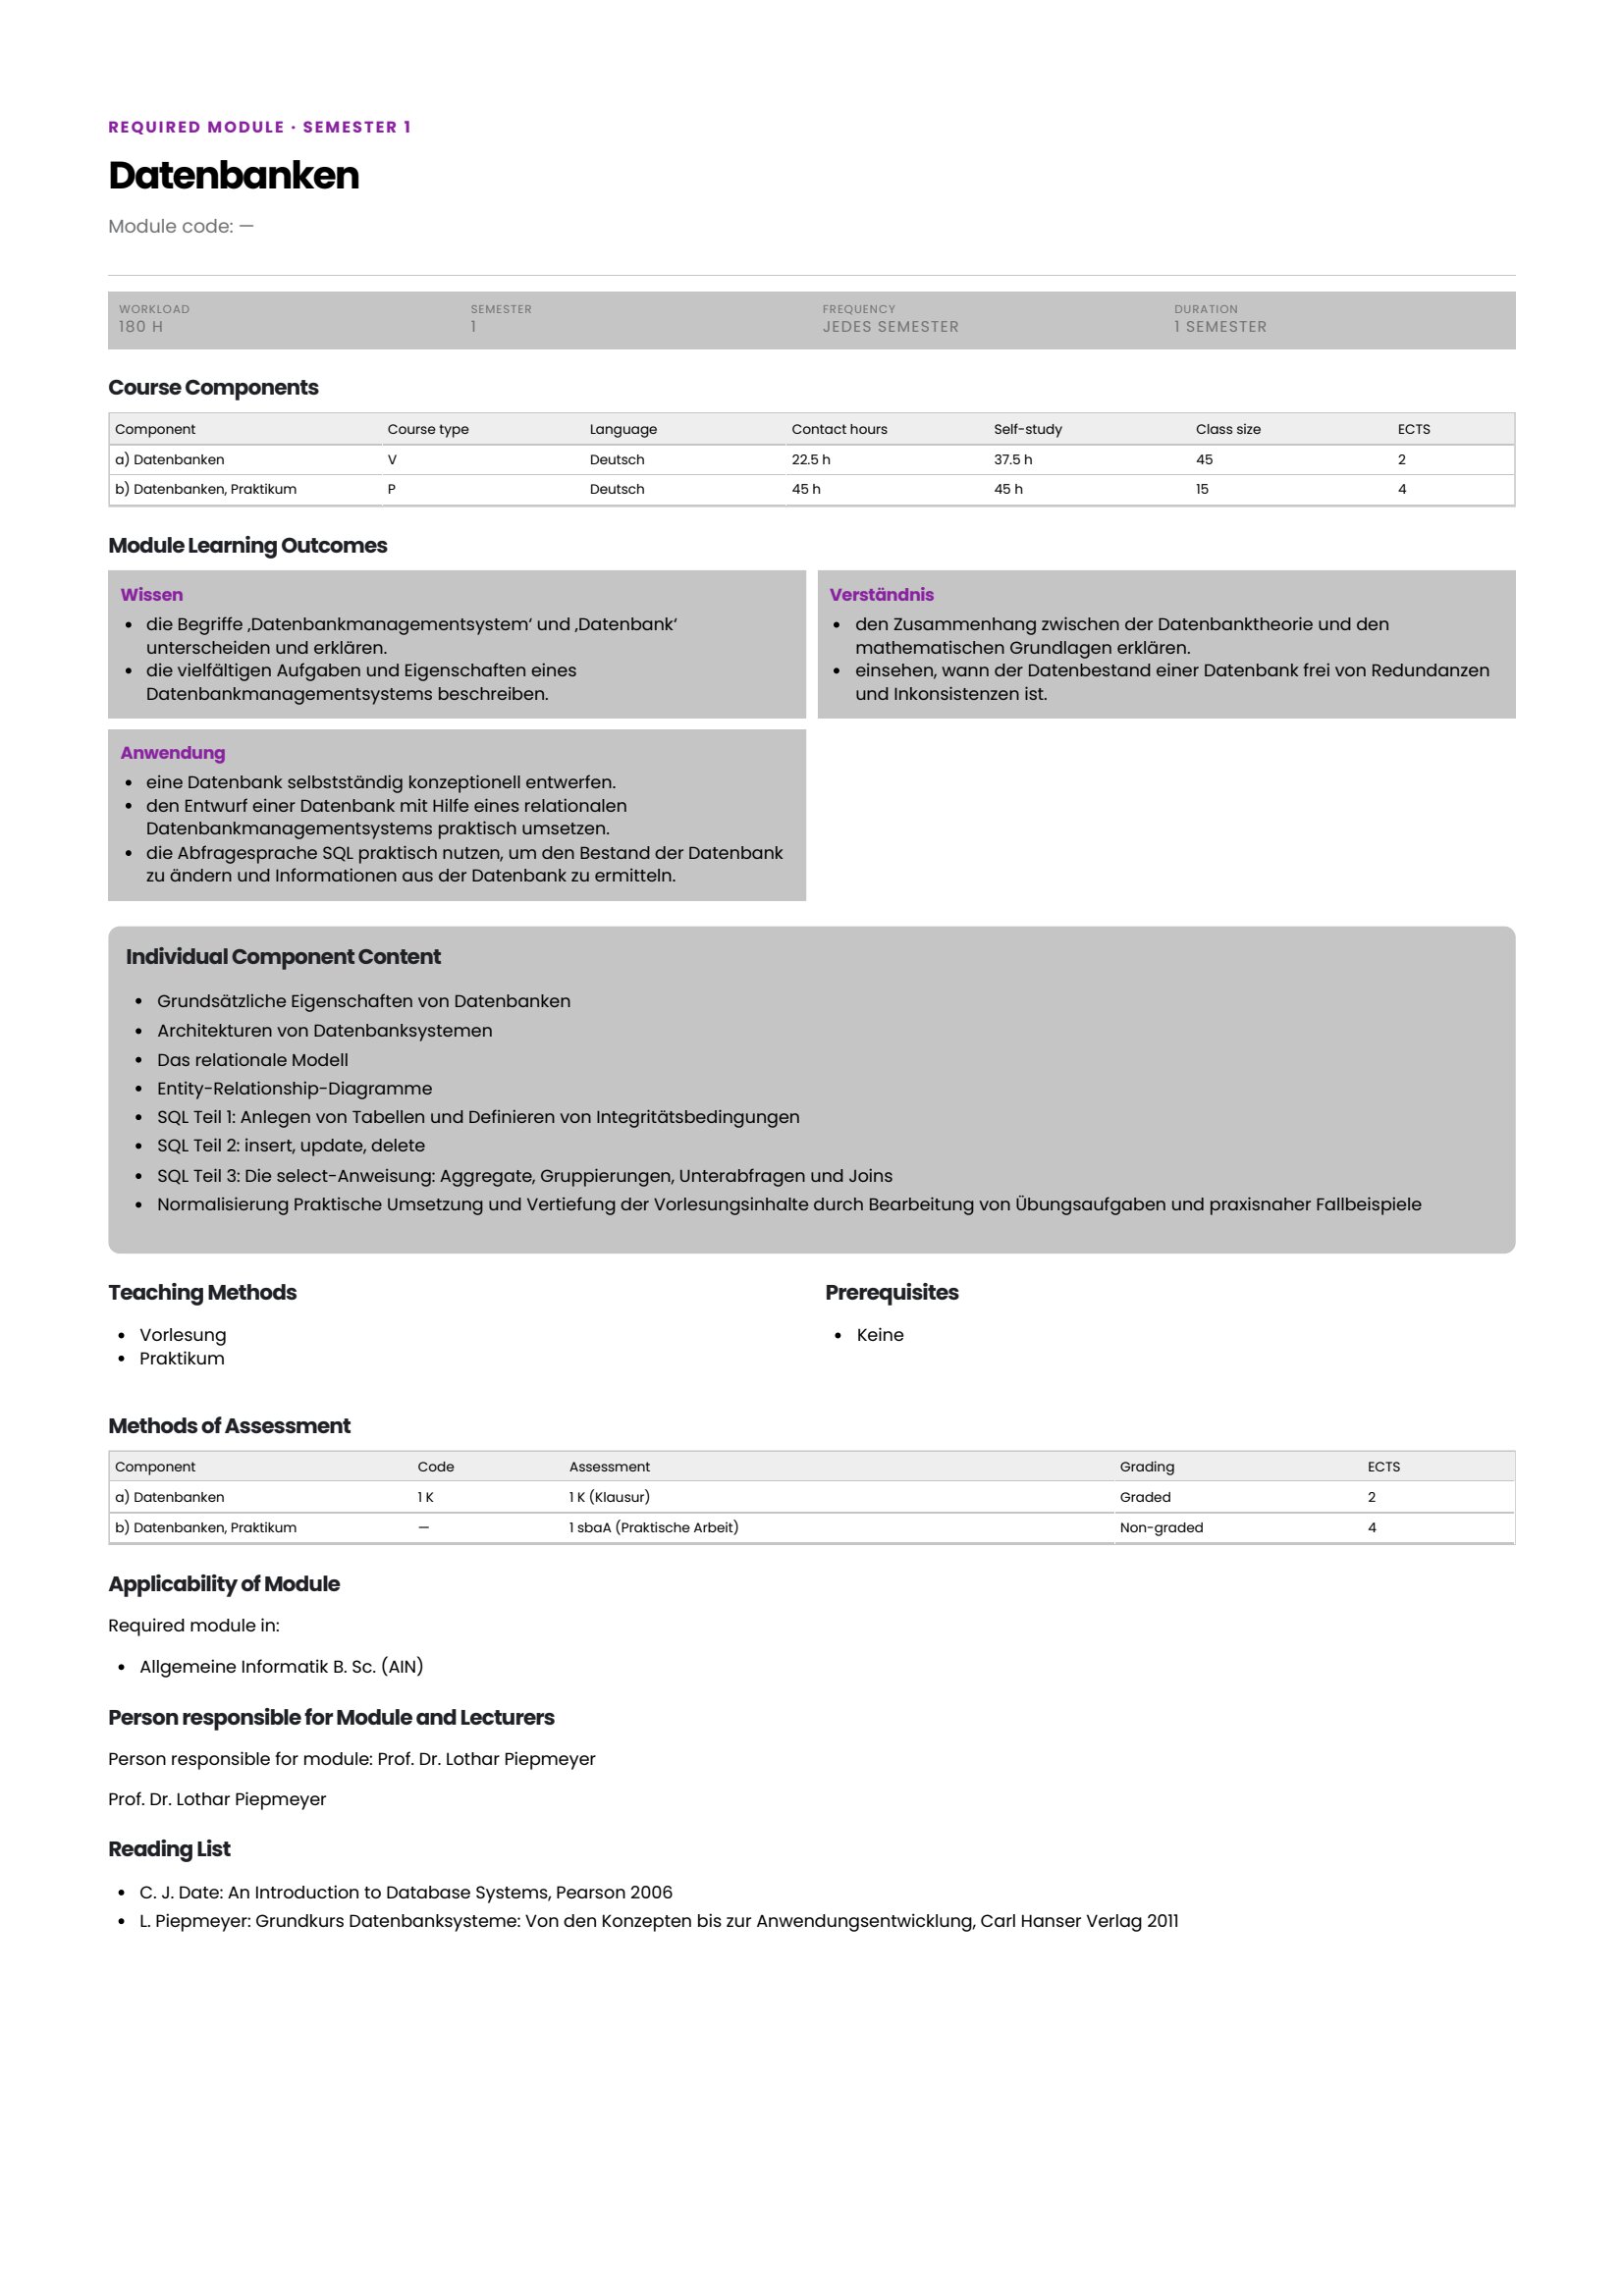 REQUIRED MODULE · SEMESTER 1
Datenbanken
Module code: —
WORKLOAD SEMESTER FREQUENCY DURATION
180 H 1 JEDES SEMESTER 1 SEMESTER
Course Components
Component Course type Language Contact hours Self-study Class size ECTS
a) Datenbanken V Deutsch 22.5 h 37.5 h 45 2
b) Datenbanken, Praktikum P Deutsch 45 h 45 h 15 4
Module Learning Outcomes
Wissen
• die Begriffe ‚Datenbankmanagementsystem‘ und ‚Datenbank‘
unterscheiden und erklären.
• die vielfältigen Aufgaben und Eigenschaften eines
Datenbankmanagementsystems beschreiben.
Verständnis
• den Zusammenhang zwischen der Datenbanktheorie und den
mathematischen Grundlagen erklären.
• einsehen, wann der Datenbestand einer Datenbank frei von Redundanzen
und Inkonsistenzen ist.
Anwendung
• eine Datenbank selbstständig konzeptionell entwerfen.
• den Entwurf einer Datenbank mit Hilfe eines relationalen
Datenbankmanagementsystems praktisch umsetzen.
• die Abfragesprache SQL praktisch nutzen, um den Bestand der Datenbank
zu ändern und Informationen aus der Datenbank zu ermitteln.
Individual Component Content
• Grundsätzliche Eigenschaften von Datenbanken
• Architekturen von Datenbanksystemen
• Das relationale Modell
• Entity-Relationship-Diagramme
• SQL Teil 1: Anlegen von Tabellen und Definieren von Integritätsbedingungen
• SQL Teil 2: insert, update, delete
• SQL Teil 3: Die select-Anweisung: Aggregate, Gruppierungen, Unterabfragen und Joins
• Normalisierung Praktische Umsetzung und Vertiefung der Vorlesungsinhalte durch Bearbeitung von Übungsaufgaben und praxisnaher Fallbeispiele
Teaching Methods
• Vorlesung
• Praktikum
Prerequisites
• Keine
Methods of Assessment
Component Code Assessment Grading ECTS
a) Datenbanken 1 K 1 K (Klausur) Graded 2
b) Datenbanken, Praktikum — 1 sbaA (Praktische Arbeit) Non-graded 4
Applicability of Module
Required module in:
• Allgemeine Informatik B. Sc. (AIN)
Person responsible for Module and Lecturers
Person responsible for module: Prof. Dr. Lothar Piepmeyer
Prof. Dr. Lothar Piepmeyer
Reading List
• C. J. Date: An Introduction to Database Systems, Pearson 2006
• L. Piepmeyer: Grundkurs Datenbanksysteme: Von den Konzepten bis zur Anwendungsentwicklung, Carl Hanser Verlag 2011